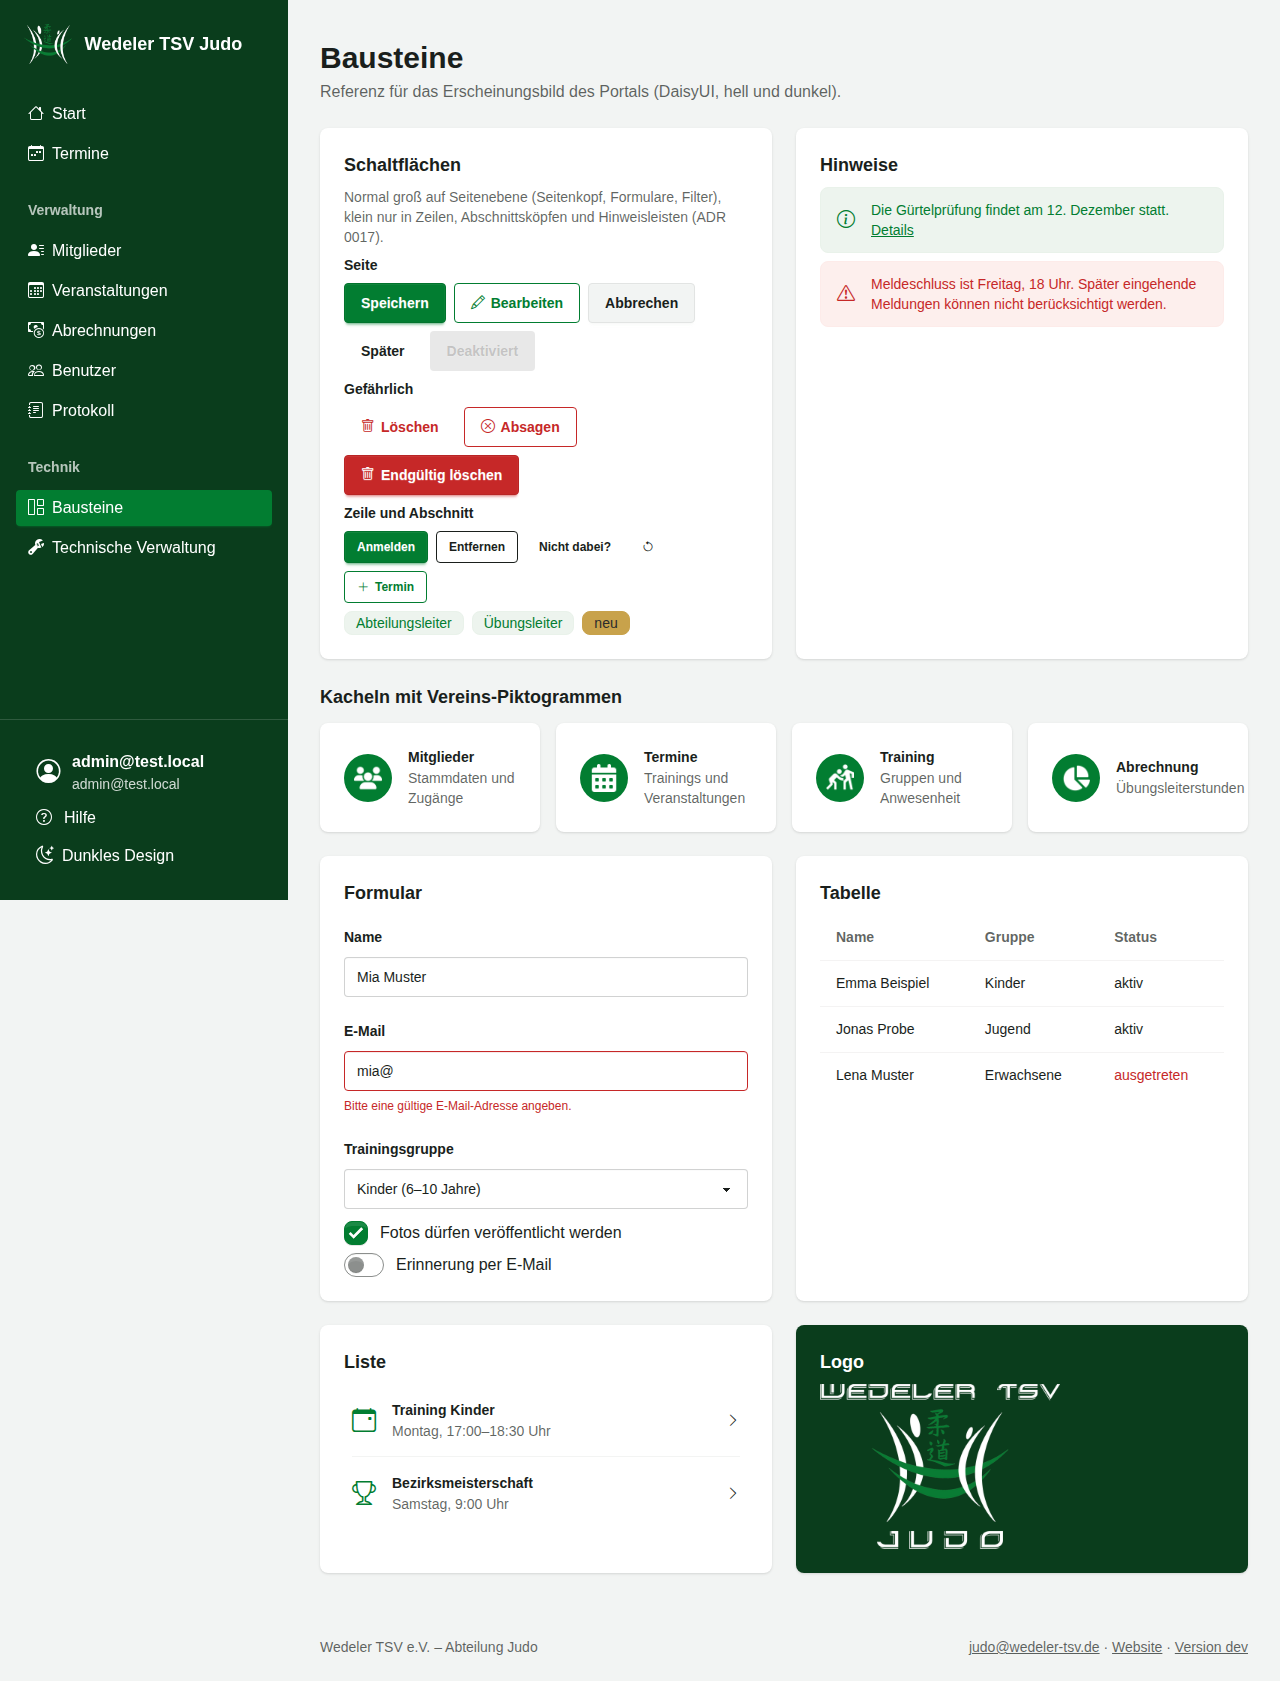 Wedeler TSV Judo
Start
Termine
Verwaltung
Mitglieder
Veranstaltungen
Abrechnungen
Benutzer
Protokoll
Technik
Bausteine
Technische Verwaltung
admin@test.local
admin@test.local
Hilfe
Dunkles Design
Bausteine
Referenz für das Erscheinungsbild des Portals (DaisyUI, hell und dunkel).
Schaltflächen
Normal groß auf Seitenebene (Seitenkopf, Formulare, Filter),
klein nur in Zeilen, Abschnittsköpfen und Hinweisleisten (ADR
0017).
Seite
Speichern Bearbeiten Abbrechen
Später Deaktiviert
Gefährlich
Löschen Absagen
Endgültig löschen
Zeile und Abschnitt
Anmelden Entfernen Nicht dabei?
+ Termin
Abteilungsleiter Übungsleiter neu
Hinweise
Die Gürtelprüfung findet am 12. Dezember statt.
Details
Meldeschluss ist Freitag, 18 Uhr. Später eingehende
Meldungen können nicht berücksichtigt werden.
Kacheln mit Vereins-Piktogrammen
Mitglieder
Stammdaten und
Zugänge
Termine
Trainings und
Veranstaltungen
Training
Gruppen und
Anwesenheit
Abrechnung
Übungsleiterstunden
Formular
Name
Mia Muster
E-Mail
mia@
Bitte eine gültige E-Mail-Adresse angeben.
Trainingsgruppe
Kinder (6–10 Jahre)
Fotos dürfen veröffentlicht werden
Erinnerung per E-Mail
Tabelle
Name Gruppe Status
Emma Beispiel Kinder aktiv
Jonas Probe Jugend aktiv
Lena Muster Erwachsene ausgetreten
Liste
Training Kinder
Montag, 17:00–18:30 Uhr
Bezirksmeisterschaft
Samstag, 9:00 Uhr
Logo
WEDELER TSV
柔
道
JUDO
Wedeler TSV e.V. – Abteilung Judo
judo@wedeler-tsv.de · Website · Version dev